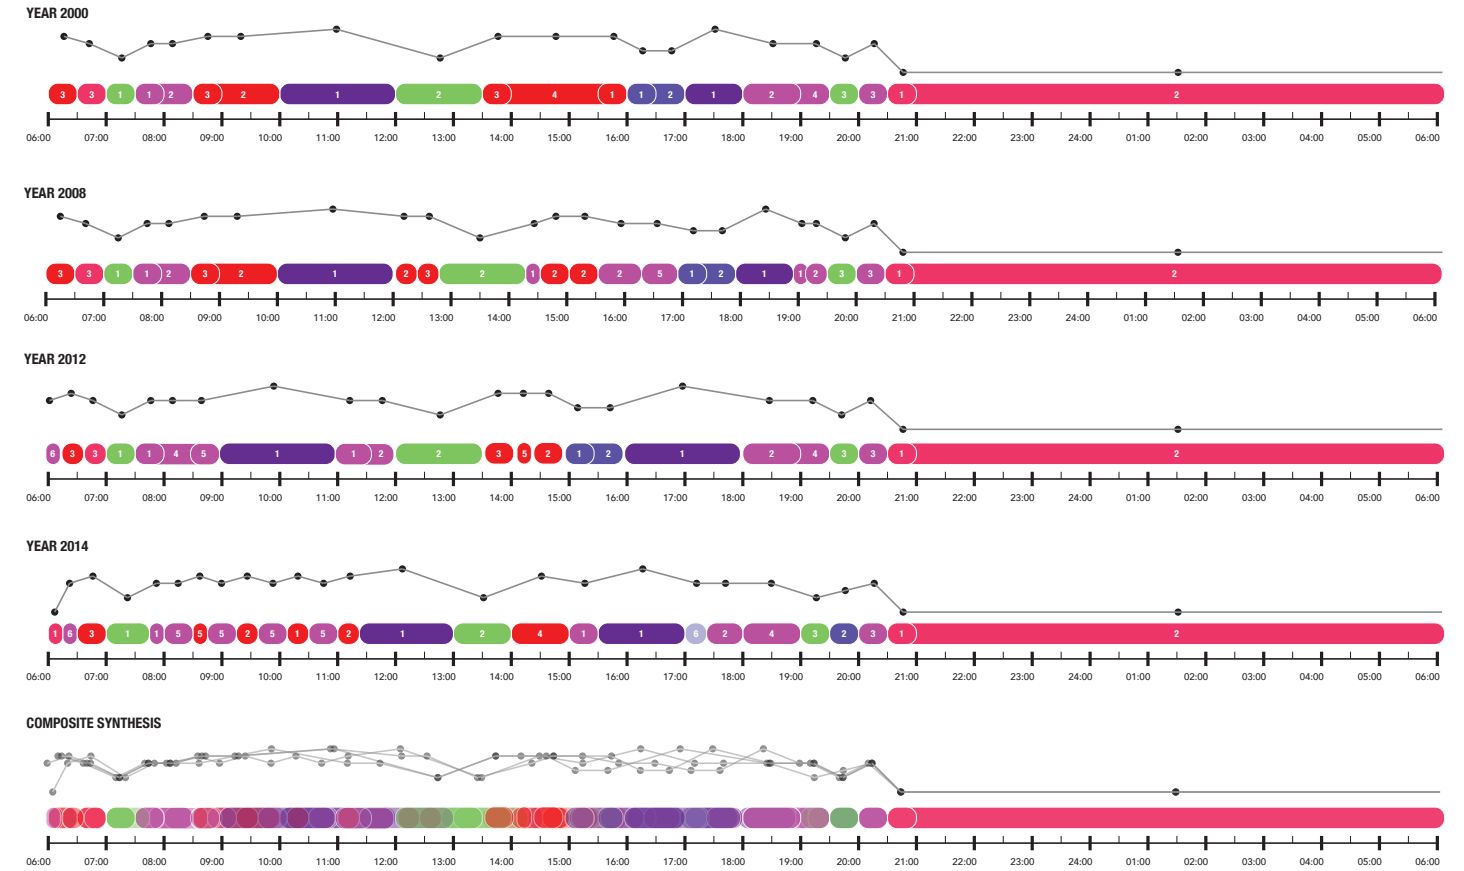 YEAR 2000
3 3 1 1 2 3 2 1 2 3 4 1 1 2 1 2 4 3 3 1 2
06:00 07:00 08:00 09:00 10:00 11:00 12:00 13:00 14:00 15:00 16:00 17:00 18:00 19:00 20:00 21:00 22:00 23:00 24:00 01:00 02:00 03:00 04:00 05:00 06:00
YEAR 2008
3 3 1 1 2 3 2 1 2 3 2 1 2 2 2 5 1 2 1 1 2 3 3 1 2
06:00 07:00 08:00 09:00 10:00 11:00 12:00 13:00 14:00 15:00 16:00 17:00 18:00 19:00 20:00 21:00 22:00 23:00 24:00 01:00 02:00 03:00 04:00 05:00 06:00
YEAR 2012
6 3 3 1 1 4 5 1 1 2 2 3 5 2 1 2 1 2 4 3 3 1 2
06:00 07:00 08:00 09:00 10:00 11:00 12:00 13:00 14:00 15:00 16:00 17:00 18:00 19:00 20:00 21:00 22:00 23:00 24:00 01:00 02:00 03:00 04:00 05:00 06:00
YEAR 2014
1 6 3 1 1 5 5 5 2 5 1 5 2 1 2 4 1 1 6 2 4 3 2 3 1 2
06:00 07:00 08:00 09:00 10:00 11:00 12:00 13:00 14:00 15:00 16:00 17:00 18:00 19:00 20:00 21:00 22:00 23:00 24:00 01:00 02:00 03:00 04:00 05:00 06:00
COMPOSITE SYNTHESIS
06:00 07:00 08:00 09:00 10:00 11:00 12:00 13:00 14:00 15:00 16:00 17:00 18:00 19:00 20:00 21:00 22:00 23:00 24:00 01:00 02:00 03:00 04:00 05:00 06:00